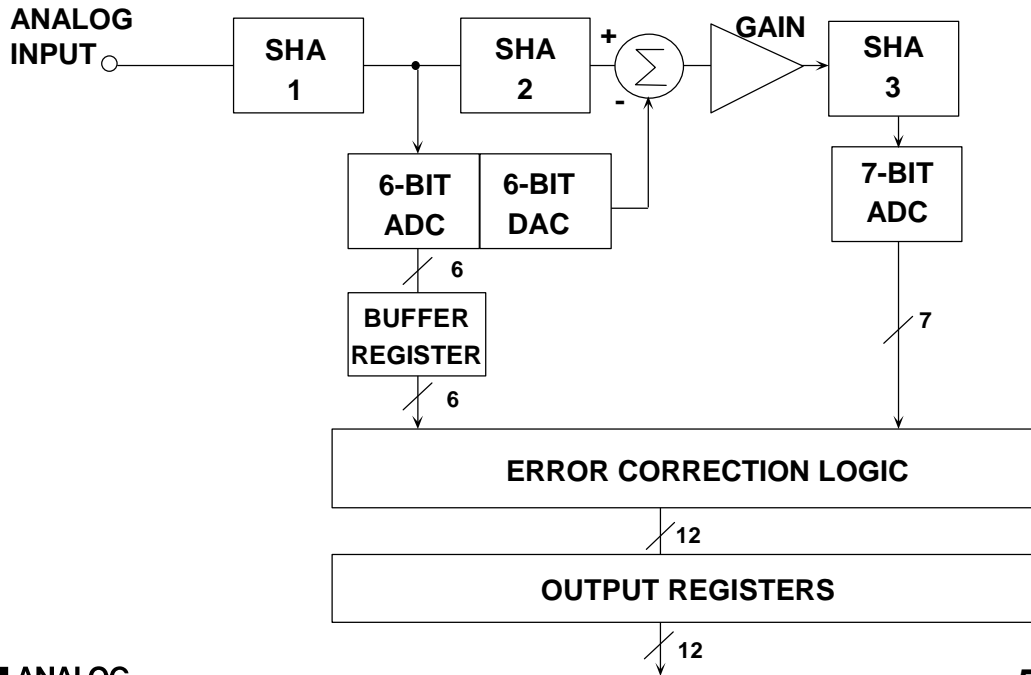 ANALOG
INPUT
SHA
1
SHA
2
+
-
Σ
GAIN
SHA
3
6-BIT
ADC
6-BIT
DAC
7-BIT
ADC
6
BUFFER
REGISTER
6
7
ERROR CORRECTION LOGIC
12
OUTPUT REGISTERS
12
ANALOG